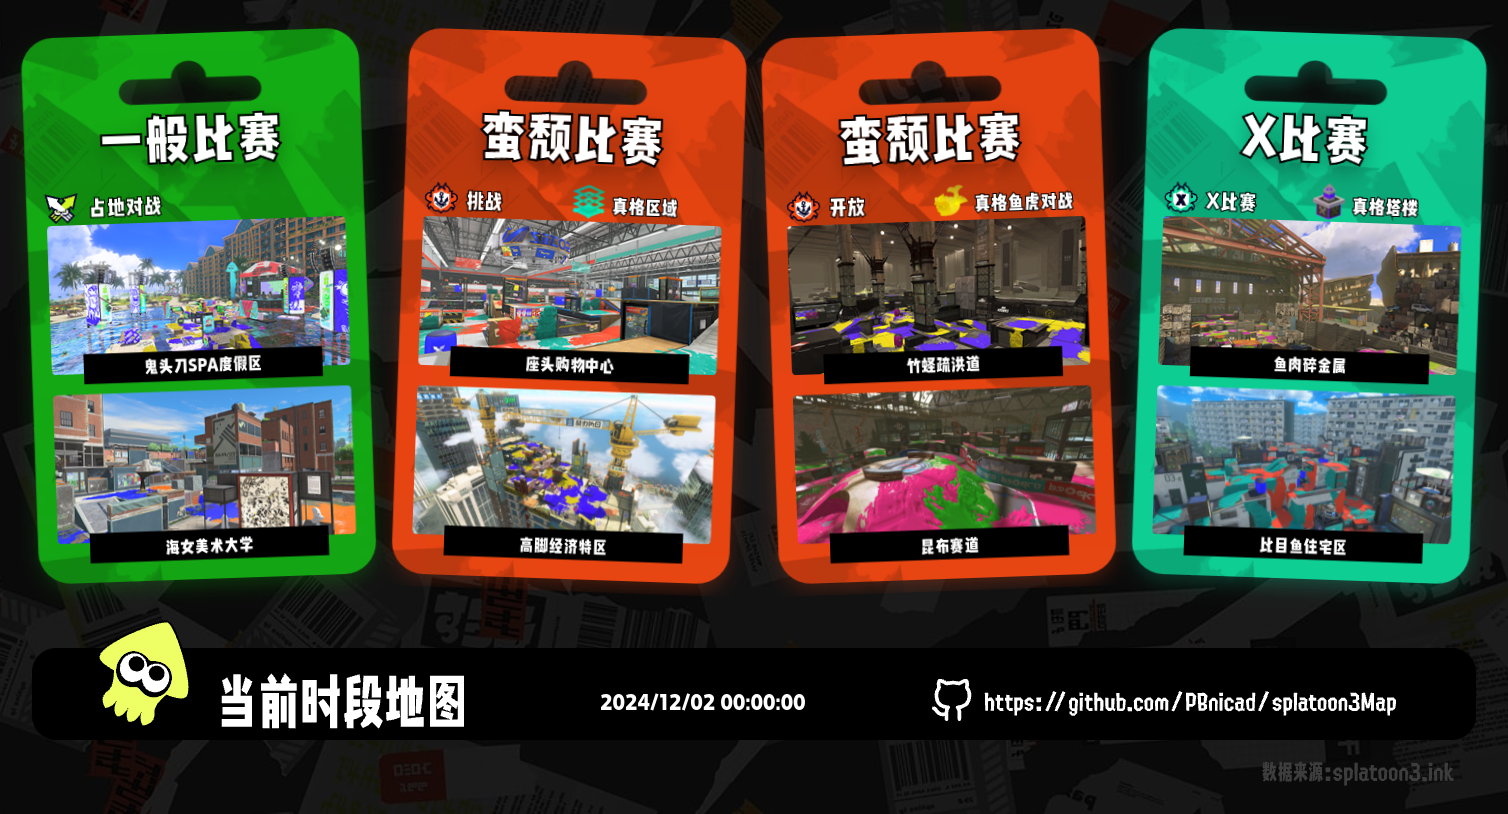 一般比赛
占地对战
鬼头刀SPA度假区
海女美术大学
蛮颓比赛
挑战
真格区域
座头购物中心
高脚经济特区
蛮颓比赛
开放
真格鱼虎对战
竹蛏疏洪道
昆布赛道
X比赛
X比赛
真格塔楼
鱼肉碎金属
比目鱼住宅区
当前时段地图
2024/12/02 00:00:00
https://github.com/PBnicad/splatoon3Map
数据来源:splatoon3.ink